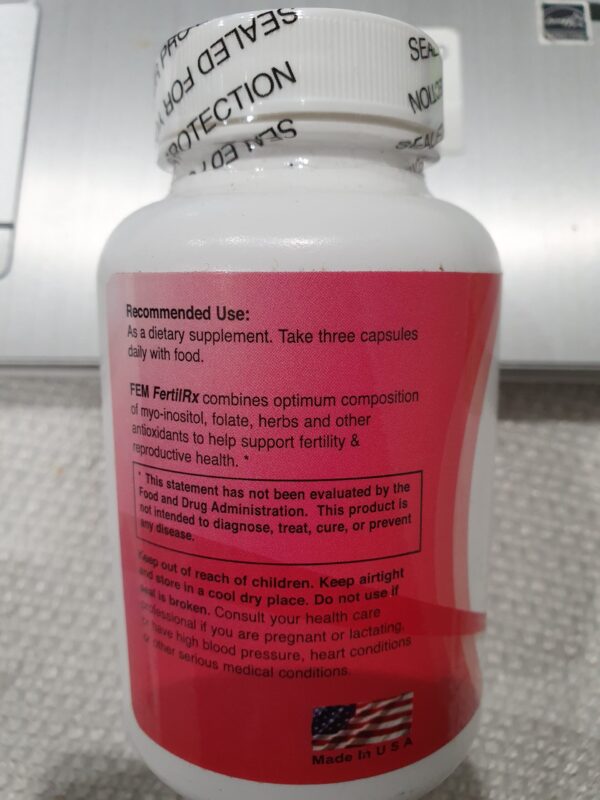 SEALED FOR
PROTECTION
SEALED
Recommended Use:
As a dietary supplement. Take three capsules
daily with food.
FEM FertilRx combines optimum composition
of myo-inositol, folate, herbs and other
antioxidants to help support fertility &
reproductive health. *
* This statement has not been evaluated by the
Food and Drug Administration. This product is
not intended to diagnose, treat, cure, or prevent
any disease.
Keep out of reach of children. Keep airtight
and store in a cool dry place. Do not use if
seal is broken. Consult your health care
professional if you are pregnant or lactating,
or have high blood pressure, heart conditions
or other serious medical conditions
Made In U S A